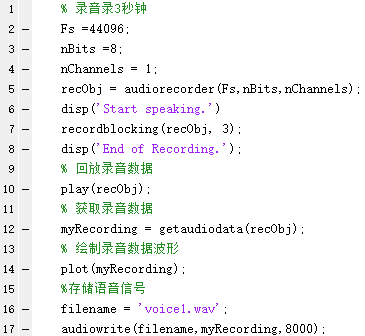 1 % 录音录3秒钟
2 — Fs =44096;
3 — nBits =8;
4 — nChannels = 1;
5 — recObj = audiorecorder(Fs,nBits,nChannels);
6 — disp('Start speaking.')
7 — recordblocking(recObj, 3);
8 — disp('End of Recording.');
9 % 回放录音数据
10 — play(recObj);
11 % 获取录音数据
12 — myRecording = getaudiodata(recObj);
13 % 绘制录音数据波形
14 — plot(myRecording);
15 %存储语音信号
16 — filename = 'voice1.wav';
17 — audiowrite(filename,myRecording,8000);